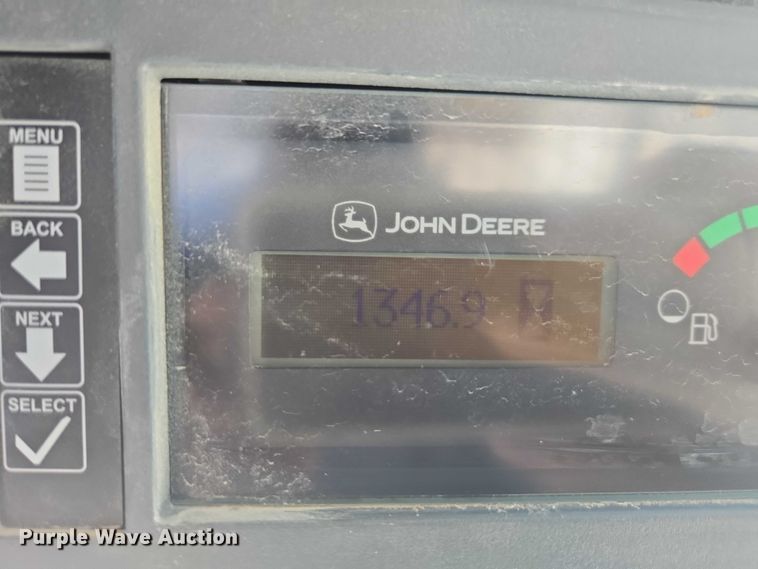 MENU
BACK
NEXT
SELECT
JOHN DEERE
1346.9
Purple Wave Auction